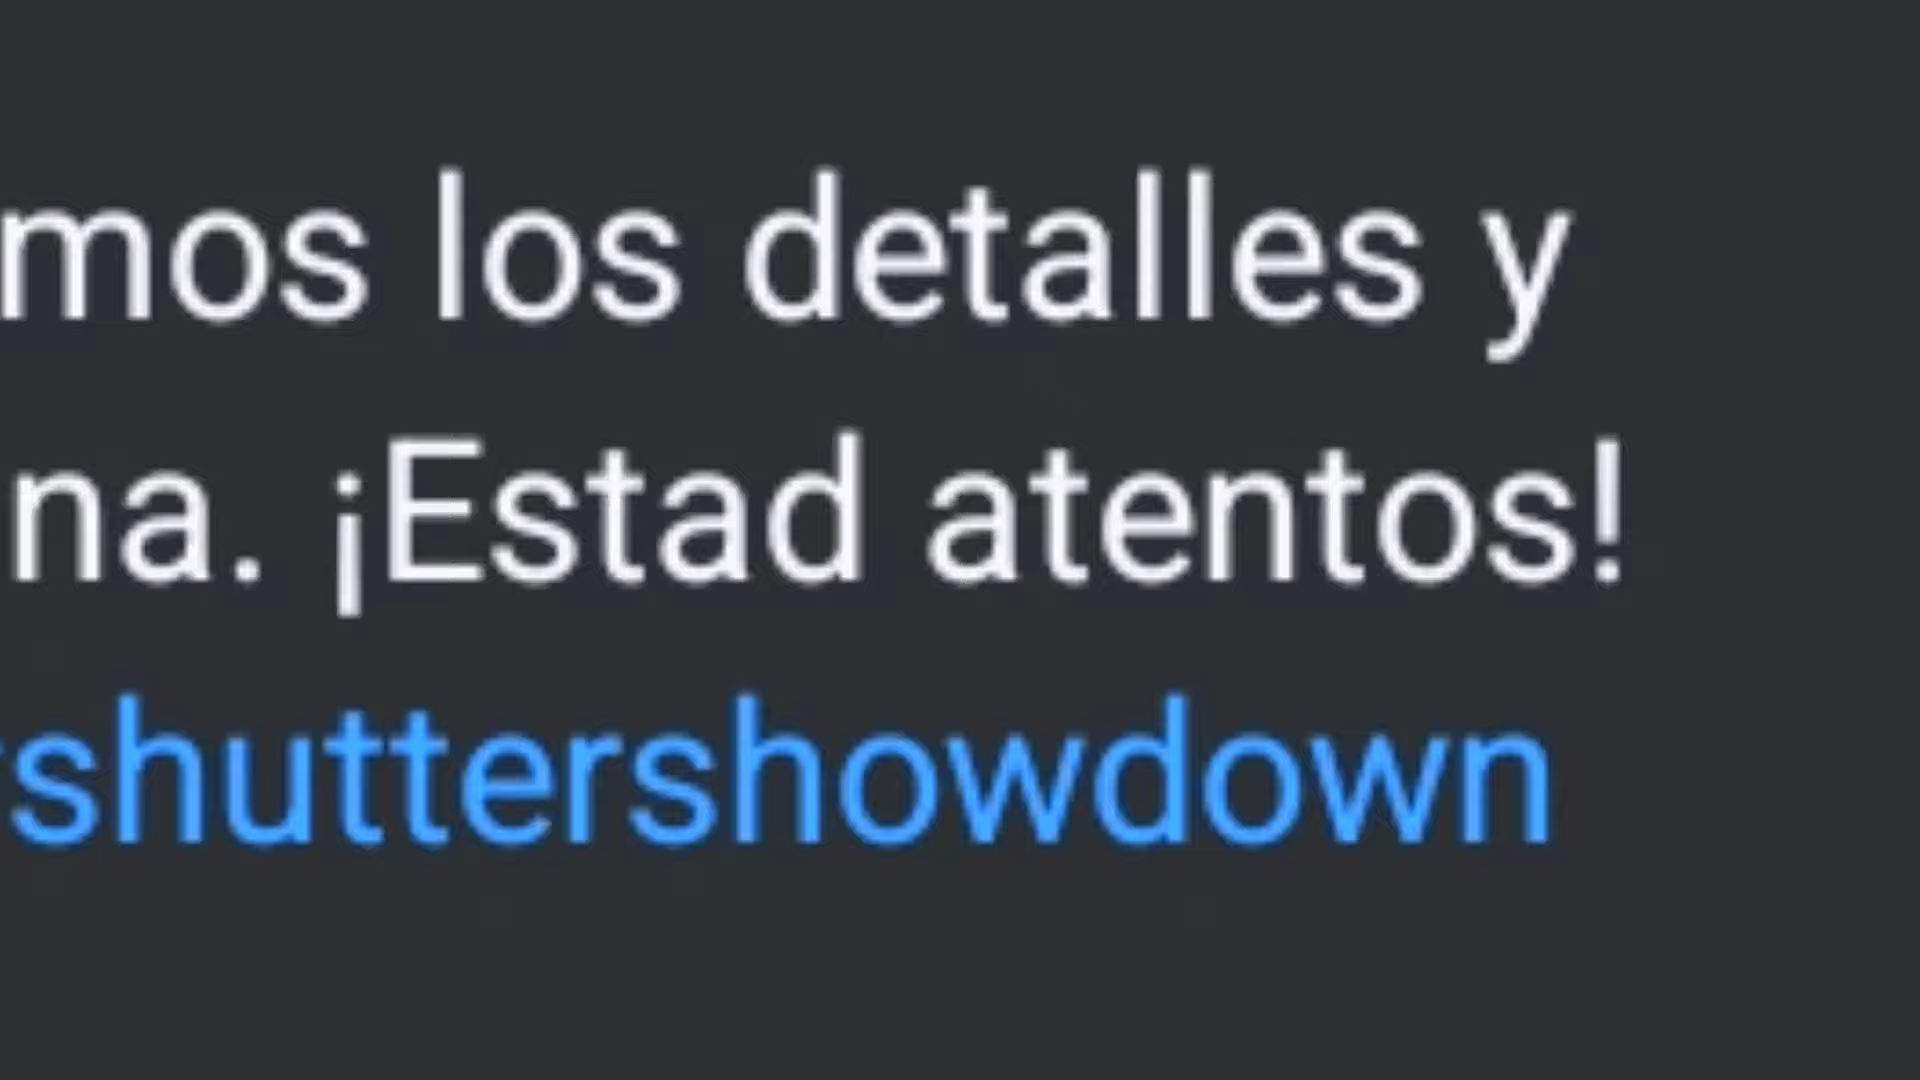 mos los detalles y
na. ¡Estad atentos!
shuttershowdown